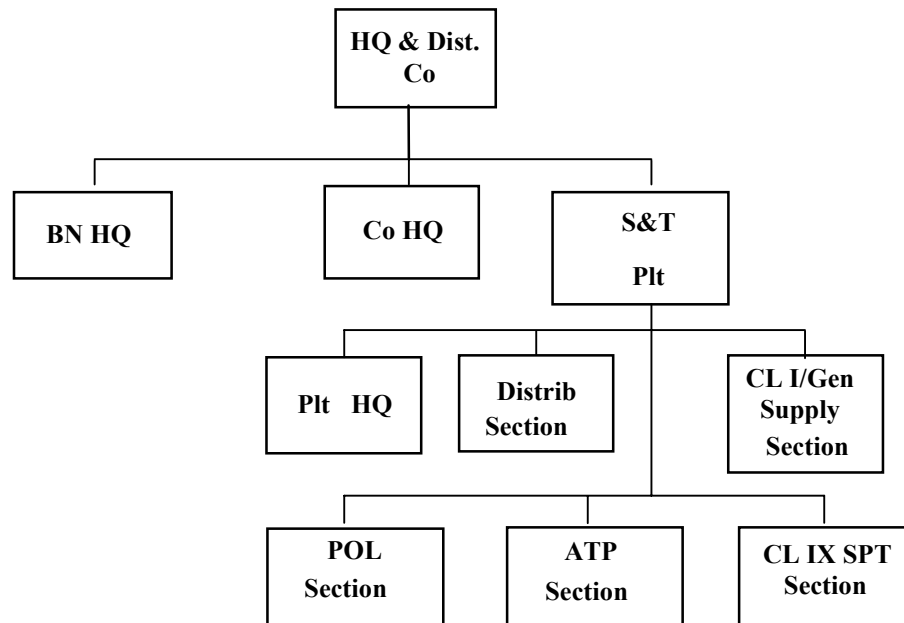 HQ & Dist.
Co
BN HQ
Co HQ
S&T
Plt
Plt HQ
Distrib
Section
CL I/Gen
Supply
Section
POL
Section
ATP
Section
CL IX SPT
Section